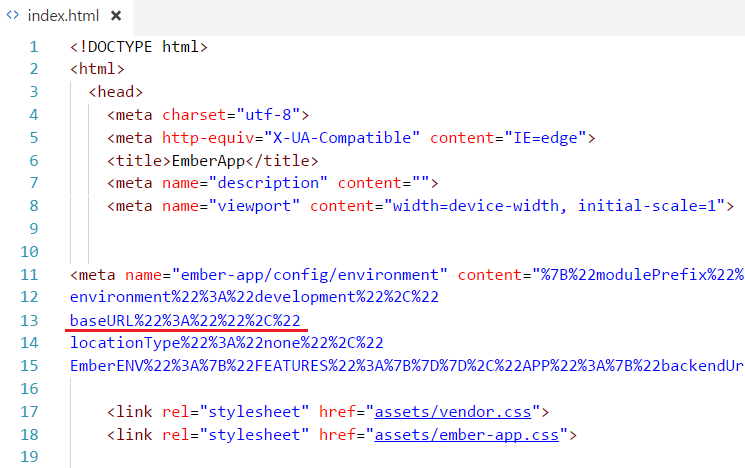 <> index.html ×
1 <!DOCTYPE html>
2 <html>
3 <head>
4 <meta charset="utf-8">
5 <meta http-equiv="X-UA-Compatible" content="IE=edge">
6 <title>EmberApp</title>
7 <meta name="description" content="">
8 <meta name="viewport" content="width=device-width, initial-scale=1">
9
10
11 <meta name="ember-app/config/environment" content="%7B%22modulePrefix%22%
12 environment%22%3A%22development%22%2C%22
13 baseURL%22%3A%22%22%2C%22
14 locationType%22%3A%22none%22%2C%22
15 EmberENV%22%3A%7B%22FEATURES%22%3A%7B%7D%7D%2C%22APP%22%3A%7B%22backendUr
16
17 <link rel="stylesheet" href="assets/vendor.css">
18 <link rel="stylesheet" href="assets/ember-app.css">
19